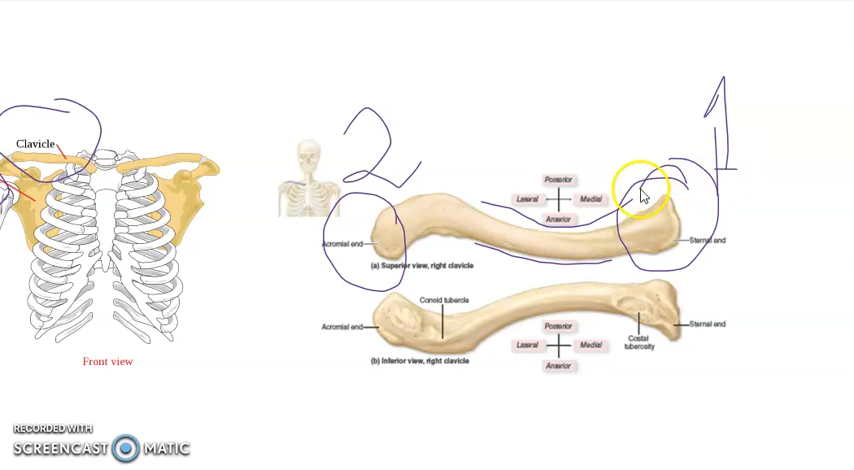 Clavicle
Front view
2
1
Posterior
Lateral
Medial
Anterior
Acromial end
Sternal end
(a) Superior view, right clavicle
Conoid tubercle
Acromial end
Posterior
Lateral
Medial
Anterior
Costal
tuberosity
Sternal end
(b) Inferior view, right clavicle
RECORDED WITH
SCREENCAST MATIC